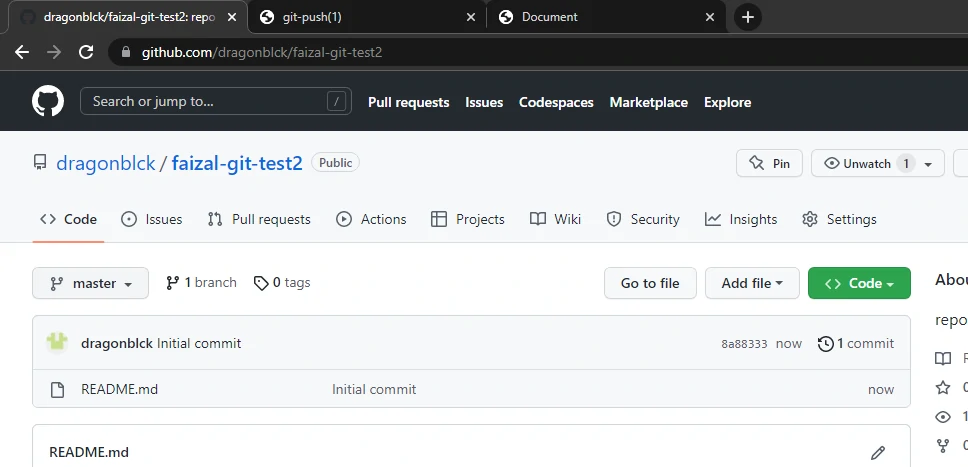 dragonblck/faizal-git-test2: repo
git-push(1)
Document
github.com/dragonblck/faizal-git-test2
Search or jump to... /
Pull requests Issues Codespaces Marketplace Explore
dragonblck / faizal-git-test2 Public
Pin Unwatch 1
Code Issues Pull requests Actions Projects Wiki Security Insights Settings
master 1 branch 0 tags Go to file Add file Code
dragonblck Initial commit 8a88333 now 1 commit
README.md Initial commit now
README.md
Abou
repo
R
0
1
0